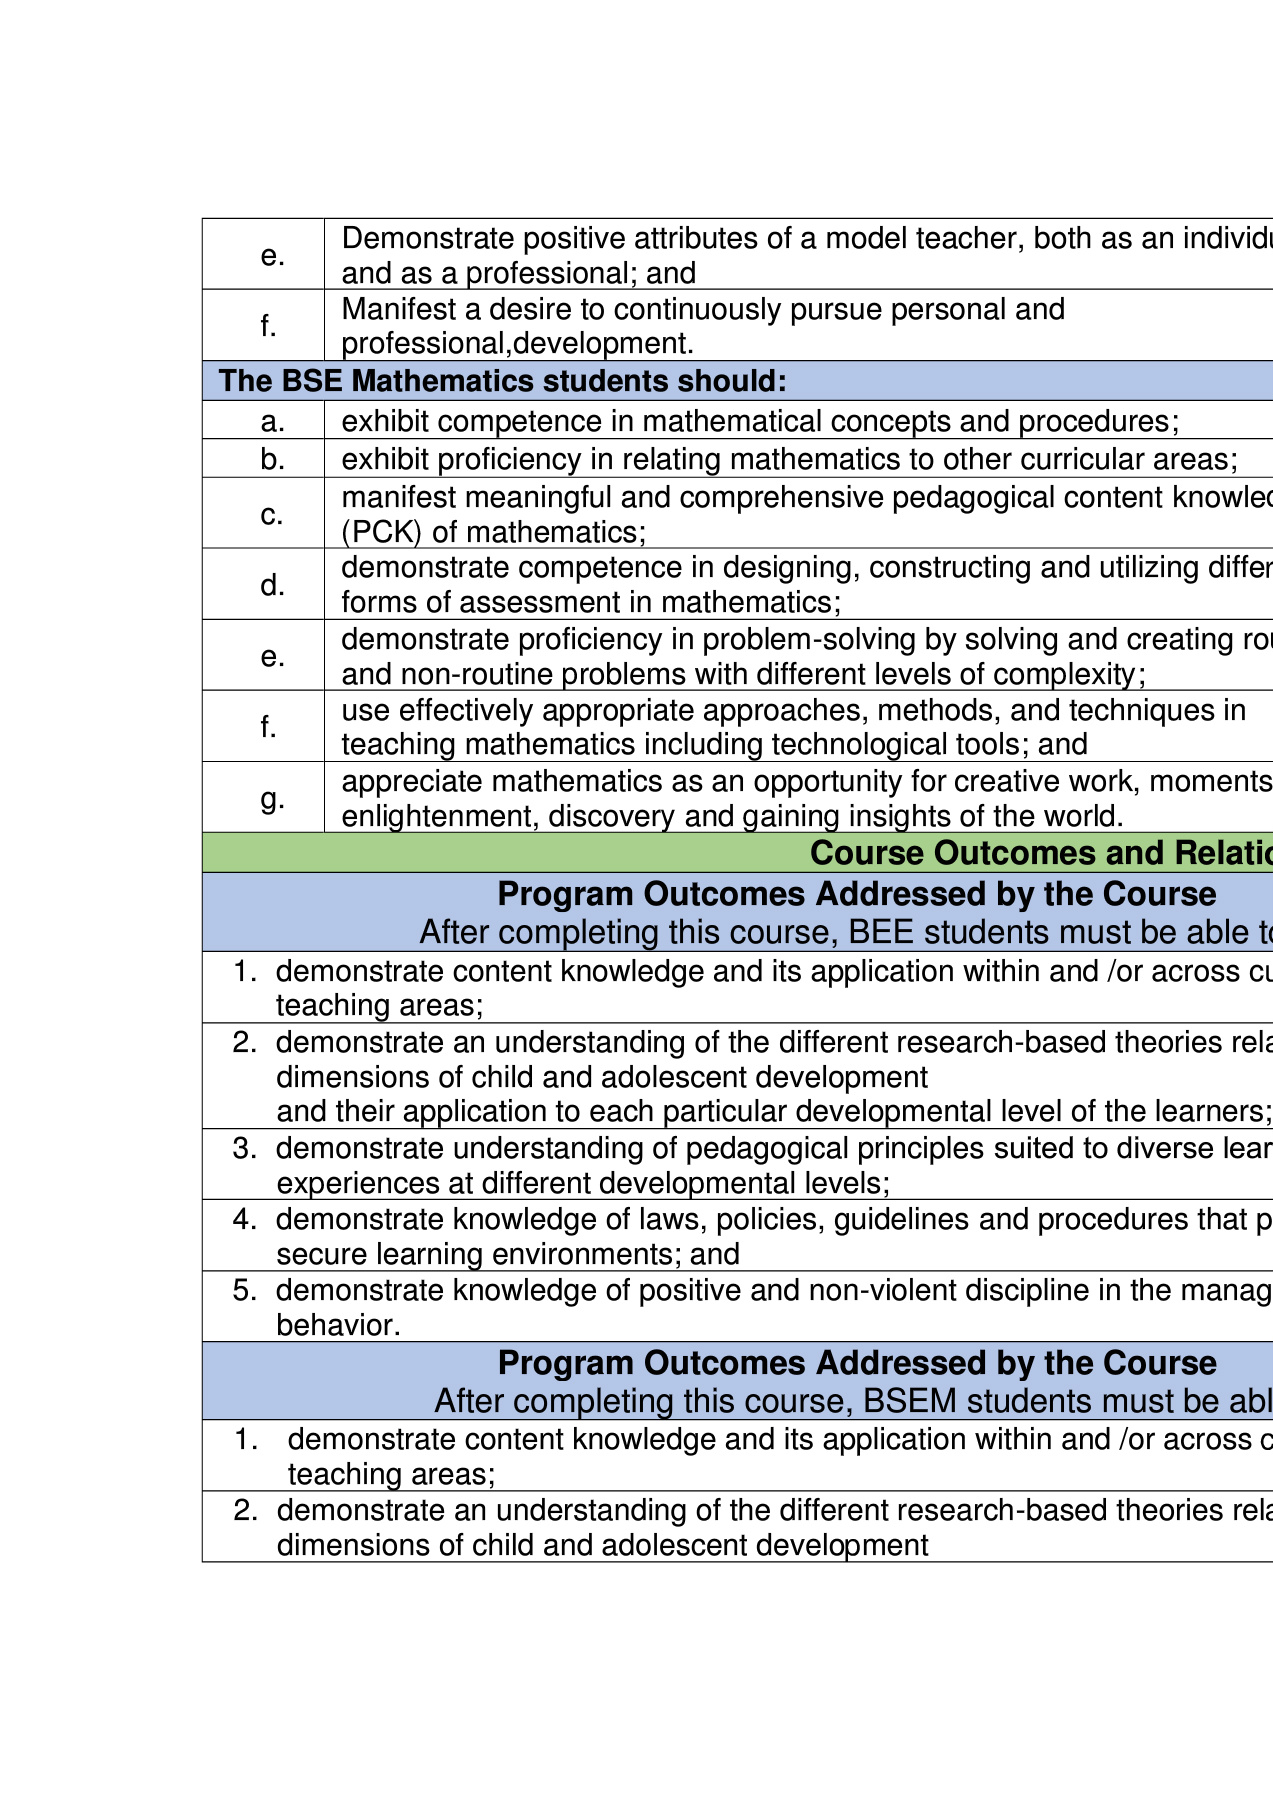 e. Demonstrate positive attributes of a model teacher, both as an
and as a professional; and
f. Manifest a desire to continuously pursue personal and
professional,development.
The BSE Mathematics students should:
a. exhibit competence in mathematical concepts and procedures;
b. exhibit proficiency in relating mathematics to other curricular areas;
c. manifest meaningful and comprehensive pedagogical content
(PCK) of mathematics;
d. demonstrate competence in designing, constructing and utilizing
forms of assessment in mathematics;
e. demonstrate proficiency in problem-solving by solving and creating
and non-routine problems with different levels of complexity;
f. use effectively appropriate approaches, methods, and techniques in
teaching mathematics including technological tools; and
g. appreciate mathematics as an opportunity for creative work, moments
enlightenment, discovery and gaining insights of the world.
Course Outcomes and
Program Outcomes Addressed by the Course
After completing this course, BEE students must be able
1. demonstrate content knowledge and its application within and /or across
teaching areas;
2. demonstrate an understanding of the different research-based theories
dimensions of child and adolescent development
and their application to each particular developmental level of the learners;
3. demonstrate understanding of pedagogical principles suited to diverse
experiences at different developmental levels;
4. demonstrate knowledge of laws, policies, guidelines and procedures that
secure learning environments; and
5. demonstrate knowledge of positive and non-violent discipline in the
behavior.
Program Outcomes Addressed by the Course
After completing this course, BSEM students must be
1. demonstrate content knowledge and its application within and /or across
teaching areas;
2. demonstrate an understanding of the different research-based theories
dimensions of child and adolescent development